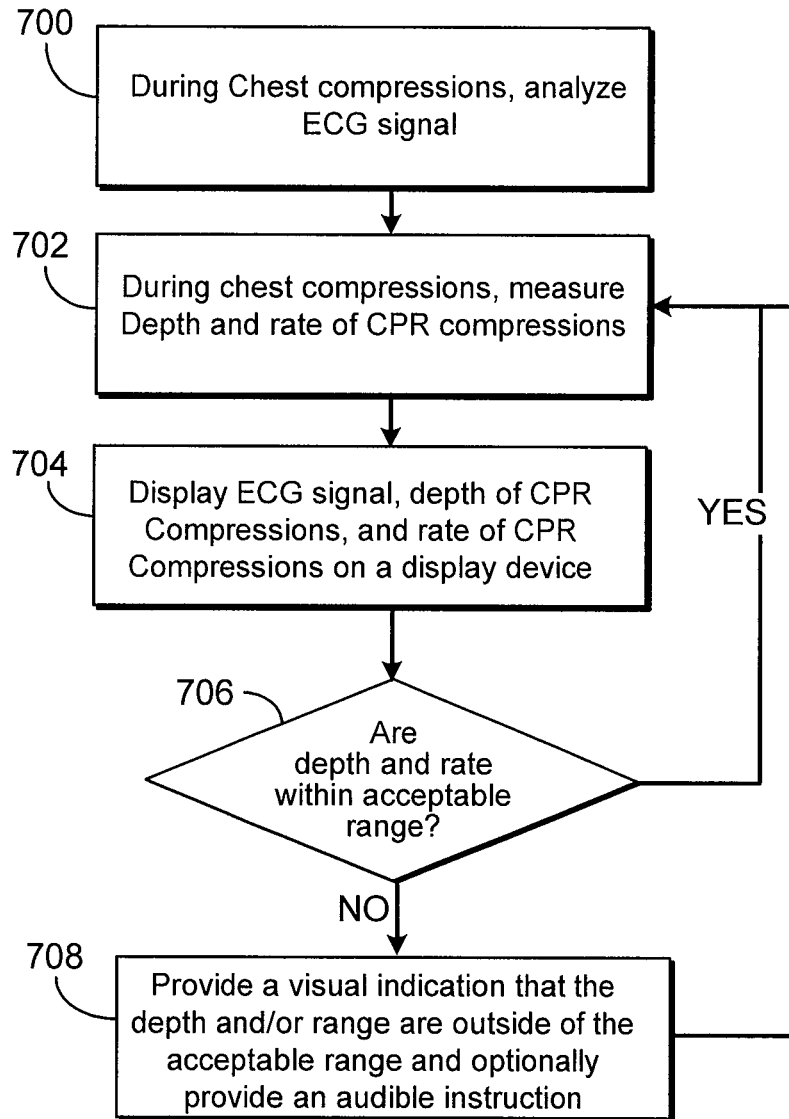 700
During Chest compressions, analyze
ECG signal
702
During chest compressions, measure
Depth and rate of CPR compressions
704
Display ECG signal, depth of CPR
Compressions, and rate of CPR
Compressions on a display device
YES
706
Are
depth and rate
within acceptable
range?
NO
708
Provide a visual indication that the
depth and/or range are outside of the
acceptable range and optionally
provide an audible instruction